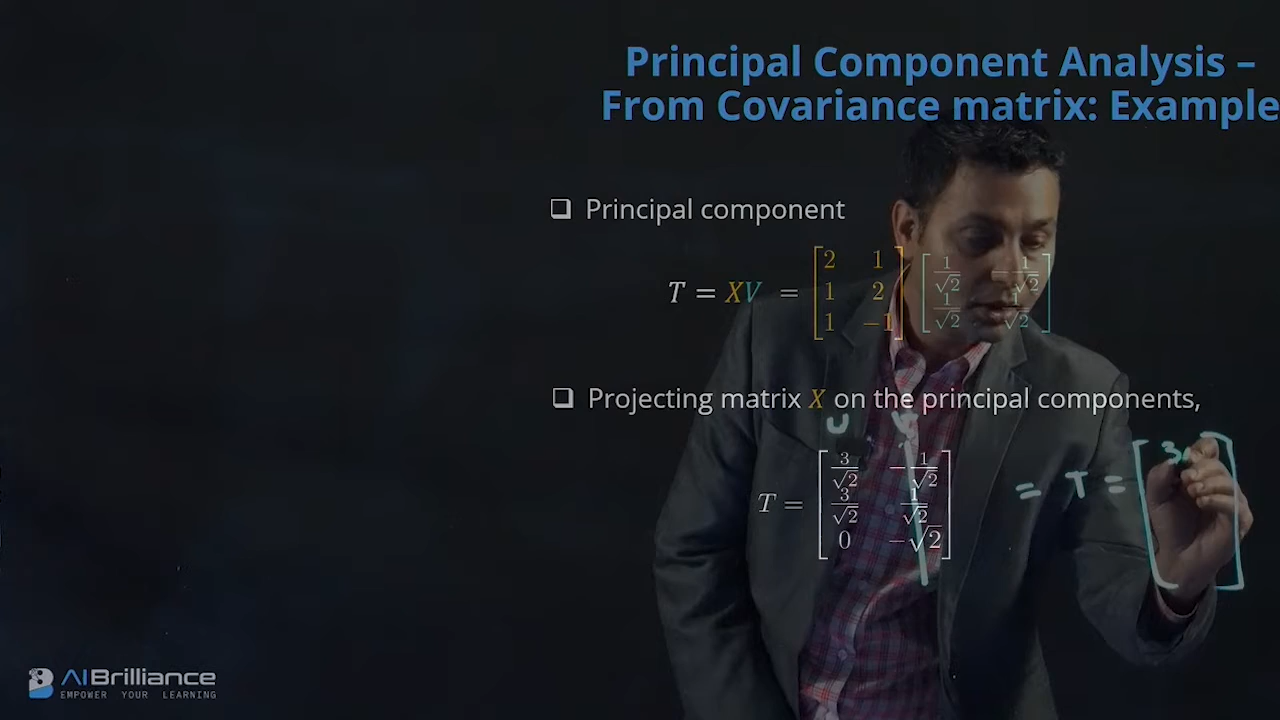 Principal Component Analysis –
From Covariance matrix: Example
❑ Principal component
T = XV = [2 1; 1 2; 1 −1] [1/√2 −1/√2; 1/√2 1/√2]
❑ Projecting matrix X on the principal components,
T = [3/√2 −1/√2; 3/√2 1/√2; 0 −√2] = T = [3
AIBrilliance
EMPOWER YOUR LEARNING